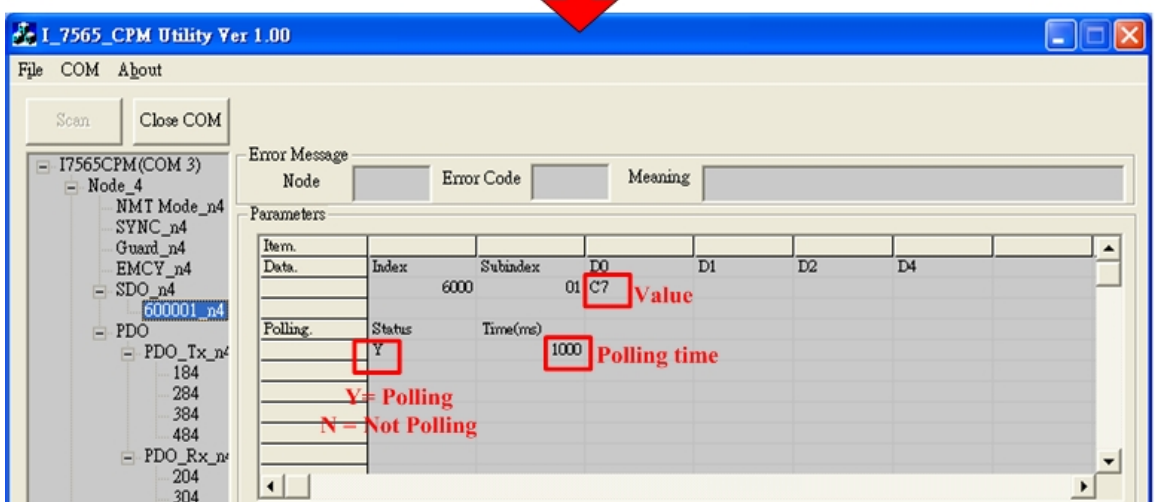 I_7565_CPM Utility Ver 1.00
File COM About
Scan Close COM
Error Message
Node Error Code Meaning
I7565CPM(COM 3)
Node_4
NMT Mode_n4
SYNC_n4
Guard_n4
EMCY_n4
SDO_n4
600001_n4
PDO
PDO_Tx_n4
184
284
384
484
PDO_Rx_n4
204
304
Parameters
Item.
Data. Index Subindex D0 D1 D2 D4
6000 01 C7 Value
Polling. Status Time(ms)
Y 1000 Polling time
Y= Polling
N = Not Polling